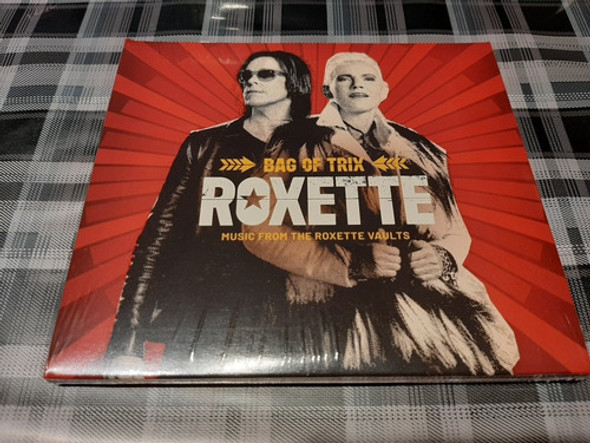 BAG OF TRIX
ROXETTE
MUSIC FROM THE ROXETTE VAULTS